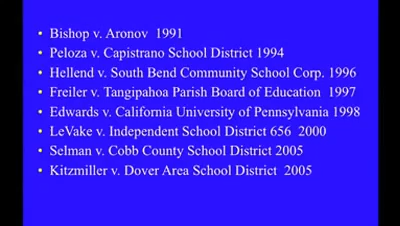 • Bishop v. Aronov 1991
• Peloza v. Capistrano School District 1994
• Hellend v. South Bend Community School Corp. 1996
• Freiler v. Tangipahoa Parish Board of Education 1997
• Edwards v. California University of Pennsylvania 1998
• LeVake v. Independent School District 656 2000
• Selman v. Cobb County School District 2005
• Kitzmiller v. Dover Area School District 2005